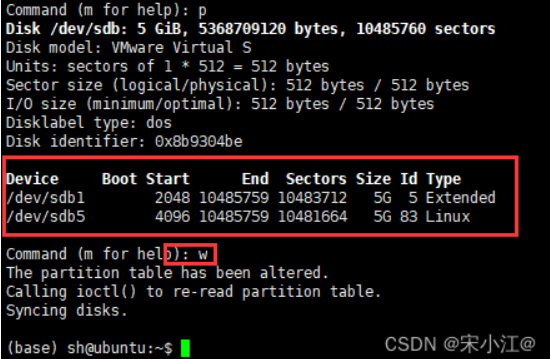 Command (m for help): p
Disk /dev/sdb: 5 GiB, 5368709120 bytes, 10485760 sectors
Disk model: VMware Virtual S
Units: sectors of 1 * 512 = 512 bytes
Sector size (logical/physical): 512 bytes / 512 bytes
I/O size (minimum/optimal): 512 bytes / 512 bytes
Disklabel type: dos
Disk identifier: 0x8b9304be
Device     Boot Start      End  Sectors Size Id Type
/dev/sdb1        2048 10485759 10483712   5G  5 Extended
/dev/sdb5        4096 10485759 10481664   5G 83 Linux
Command (m for help): w
The partition table has been altered.
Calling ioctl() to re-read partition table.
Syncing disks.
(base) sh@ubuntu:~$
CSDN @宋小江@